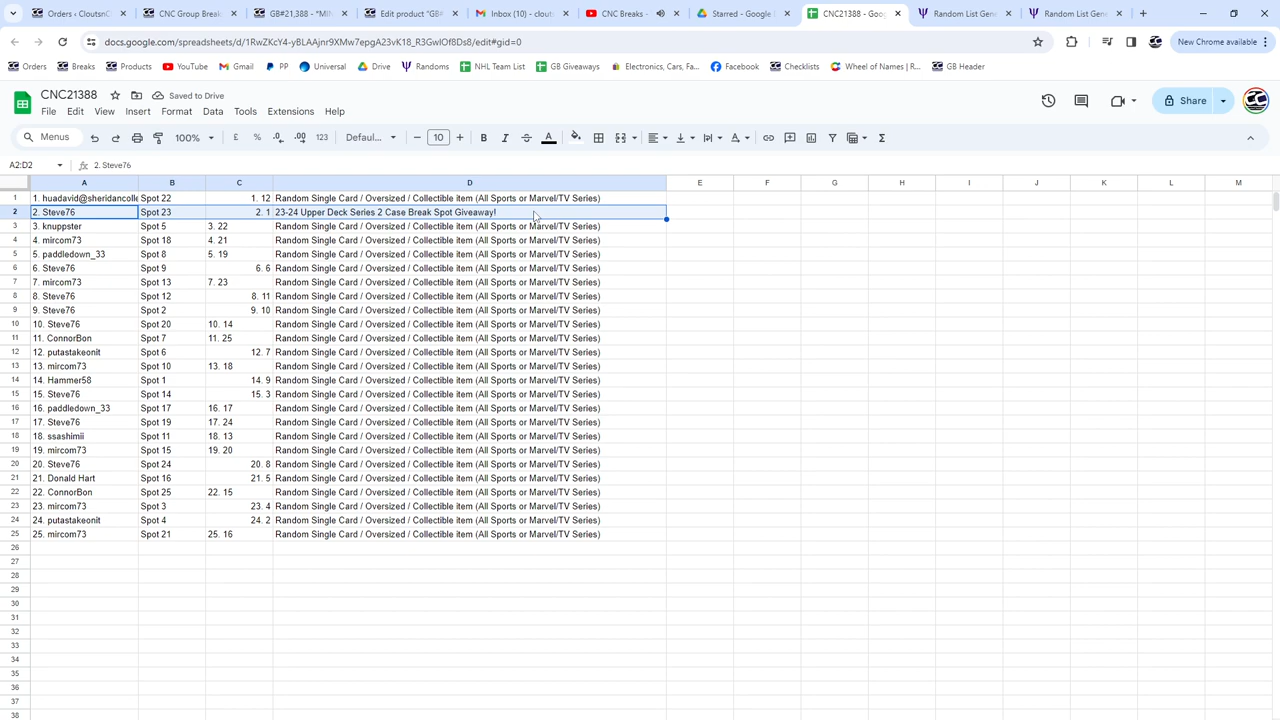 Orders ‹ CloutsnC
CNC Group Break
GB#21,388 - "MIN
Edit product "GB
Inbox (10) - clouts
CNC Breaks -
Starred - Google
CNC21388 - Goo
Random List Gene
Random List Gene
docs.google.com/spreadsheets/d/1RwZKcY4-yBLAAjnr9XMw7epgA23vK18_R3GwIOf8Ds8/edit#gid=0
New Chrome available
Orders Breaks Products YouTube Gmail PP Universal Drive Randoms NHL Team List GB Giveaways Electronics, Cars, Fa... Facebook Checklists Wheel of Names | R... GB Header
CNC21388 Saved to Drive
File Edit View Insert Format Data Tools Extensions Help
Share
Menus 100% £ % .0 .00 123 Defaul... 10 B I A
A2:D2 fx 2. Steve76
A B C D E F G H I J K L M
1 1. huadavid@sheridancolle Spot 22 1. 12 Random Single Card / Oversized / Collectible item (All Sports or Marvel/TV Series)
2 2. Steve76 Spot 23 2. 1 23-24 Upper Deck Series 2 Case Break Spot Giveaway!
3 3. knuppster Spot 5 3. 22 Random Single Card / Oversized / Collectible item (All Sports or Marvel/TV Series)
4 4. mircom73 Spot 18 4. 21 Random Single Card / Oversized / Collectible item (All Sports or Marvel/TV Series)
5 5. paddledown_33 Spot 8 5. 19 Random Single Card / Oversized / Collectible item (All Sports or Marvel/TV Series)
6 6. Steve76 Spot 9 6. 6 Random Single Card / Oversized / Collectible item (All Sports or Marvel/TV Series)
7 7. mircom73 Spot 13 7. 23 Random Single Card / Oversized / Collectible item (All Sports or Marvel/TV Series)
8 8. Steve76 Spot 12 8. 11 Random Single Card / Oversized / Collectible item (All Sports or Marvel/TV Series)
9 9. Steve76 Spot 2 9. 10 Random Single Card / Oversized / Collectible item (All Sports or Marvel/TV Series)
10 10. Steve76 Spot 20 10. 14 Random Single Card / Oversized / Collectible item (All Sports or Marvel/TV Series)
11 11. ConnorBon Spot 7 11. 25 Random Single Card / Oversized / Collectible item (All Sports or Marvel/TV Series)
12 12. putastakeonit Spot 6 12. 7 Random Single Card / Oversized / Collectible item (All Sports or Marvel/TV Series)
13 13. mircom73 Spot 10 13. 18 Random Single Card / Oversized / Collectible item (All Sports or Marvel/TV Series)
14 14. Hammer58 Spot 1 14. 9 Random Single Card / Oversized / Collectible item (All Sports or Marvel/TV Series)
15 15. Steve76 Spot 14 15. 3 Random Single Card / Oversized / Collectible item (All Sports or Marvel/TV Series)
16 16. paddledown_33 Spot 17 16. 17 Random Single Card / Oversized / Collectible item (All Sports or Marvel/TV Series)
17 17. Steve76 Spot 19 17. 24 Random Single Card / Oversized / Collectible item (All Sports or Marvel/TV Series)
18 18. ssashimii Spot 11 18. 13 Random Single Card / Oversized / Collectible item (All Sports or Marvel/TV Series)
19 19. mircom73 Spot 15 19. 20 Random Single Card / Oversized / Collectible item (All Sports or Marvel/TV Series)
20 20. Steve76 Spot 24 20. 8 Random Single Card / Oversized / Collectible item (All Sports or Marvel/TV Series)
21 21. Donald Hart Spot 16 21. 5 Random Single Card / Oversized / Collectible item (All Sports or Marvel/TV Series)
22 22. ConnorBon Spot 25 22. 15 Random Single Card / Oversized / Collectible item (All Sports or Marvel/TV Series)
23 23. mircom73 Spot 3 23. 4 Random Single Card / Oversized / Collectible item (All Sports or Marvel/TV Series)
24 24. putastakeonit Spot 4 24. 2 Random Single Card / Oversized / Collectible item (All Sports or Marvel/TV Series)
25 25. mircom73 Spot 21 25. 16 Random Single Card / Oversized / Collectible item (All Sports or Marvel/TV Series)
26
27
28
29
30
31
32
33
34
35
36
37
38